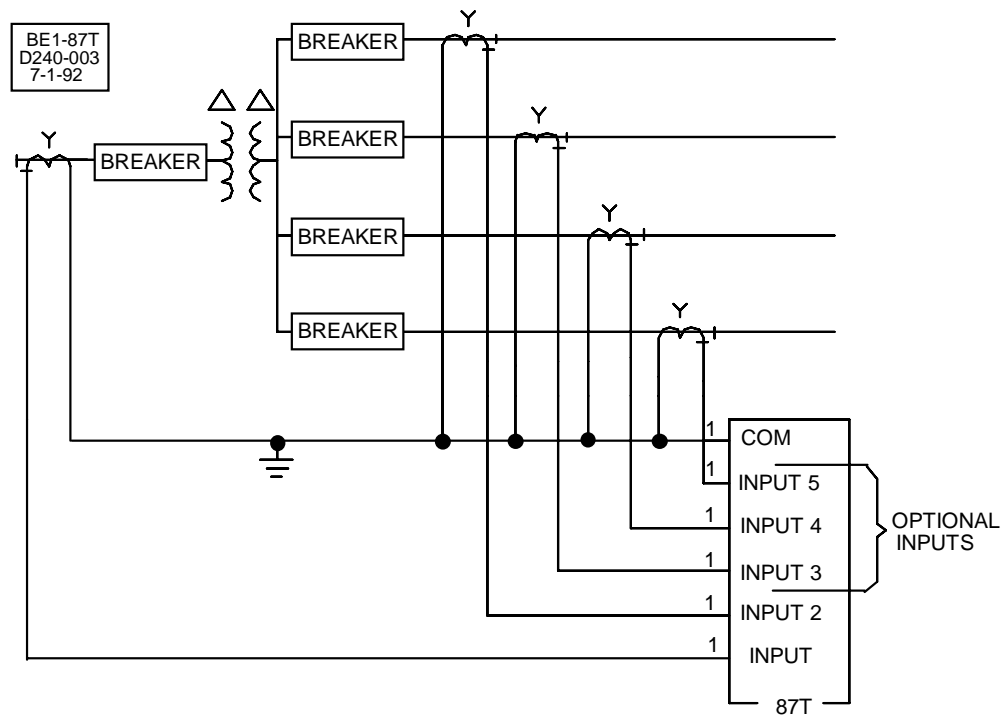 BE1-87T
D240-003
7-1-92
Y
BREAKER
Y
BREAKER
Y
BREAKER
Y
BREAKER
Y
BREAKER
1 COM
1 INPUT 5
1 INPUT 4
1 INPUT 3
1 INPUT 2
1 INPUT
OPTIONAL
INPUTS
87T